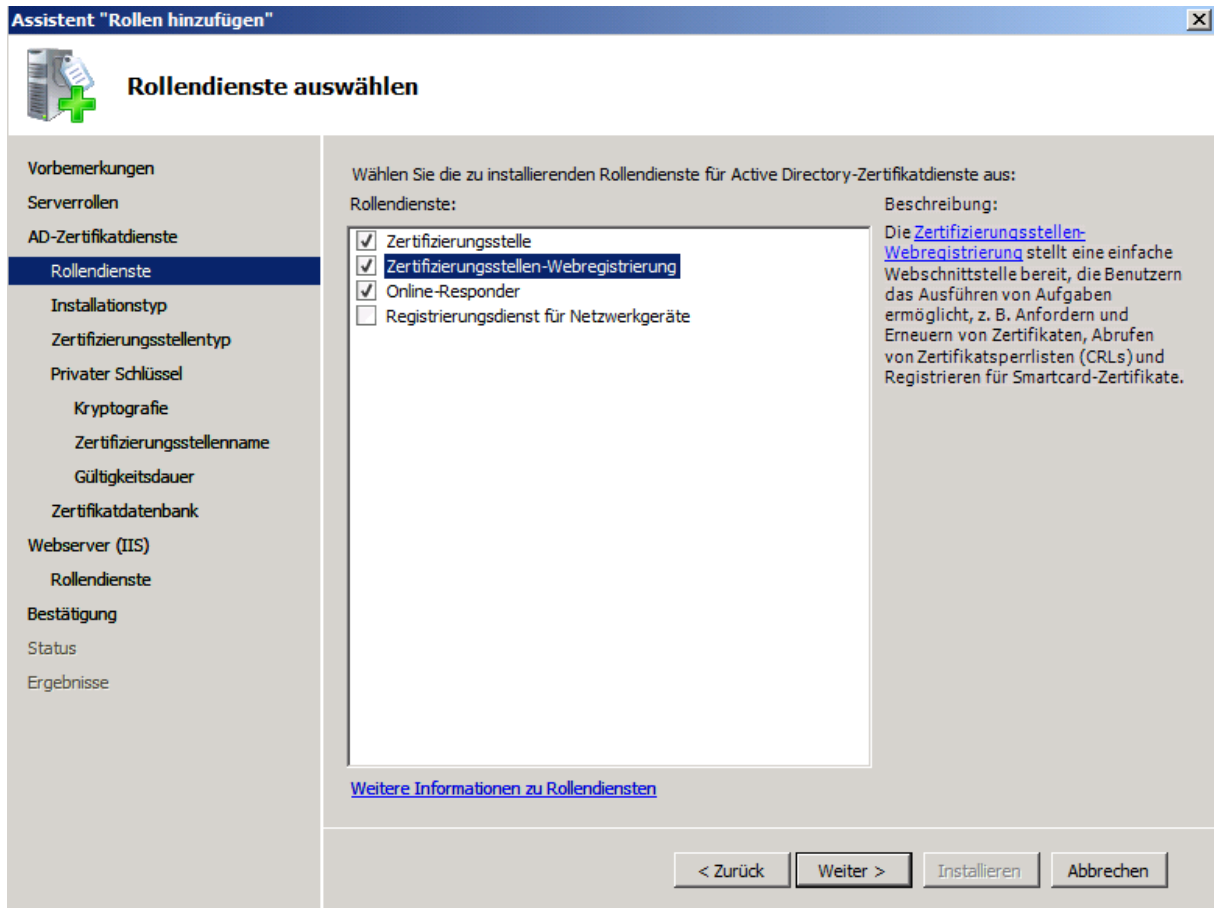 Assistent "Rollen hinzufügen"
Rollendienste auswählen
Vorbemerkungen
Serverrollen
AD-Zertifikatdienste
Rollendienste
Installationstyp
Zertifizierungsstellentyp
Privater Schlüssel
Kryptografie
Zertifizierungsstellenname
Gültigkeitsdauer
Zertifikatdatenbank
Webserver (IIS)
Rollendienste
Bestätigung
Status
Ergebnisse
Wählen Sie die zu installierenden Rollendienste für Active Directory-Zertifikatdienste aus:
Rollendienste:
Zertifizierungsstelle
Zertifizierungsstellen-Webregistrierung
Online-Responder
Registrierungsdienst für Netzwerkgeräte
Weitere Informationen zu Rollendiensten
Beschreibung:
Die Zertifizierungsstellen-
Webregistrierung stellt eine einfache
Webschnittstelle bereit, die Benutzern
das Ausführen von Aufgaben
ermöglicht, z. B. Anfordern und
Erneuern von Zertifikaten, Abrufen
von Zertifikatsperrlisten (CRLs) und
Registrieren für Smartcard-Zertifikate.
< Zurück
Weiter >
Installieren
Abbrechen